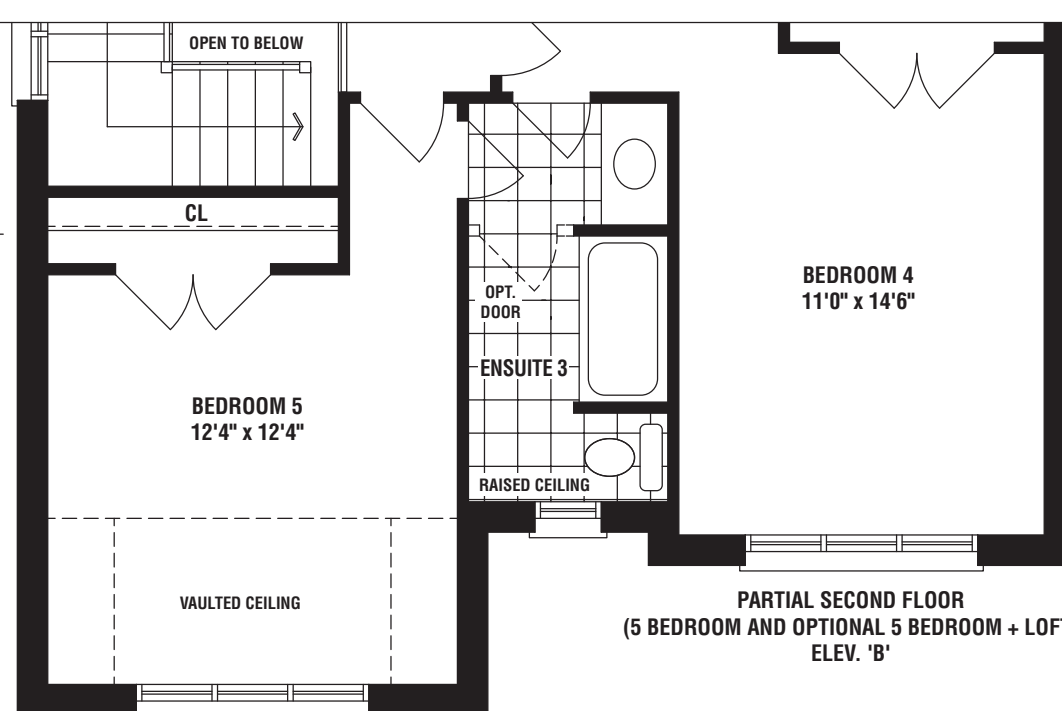 OPEN TO BELOW
CL
BEDROOM 4
11'0" x 14'6"
OPT.
DOOR
ENSUITE 3
BEDROOM 5
12'4" x 12'4"
RAISED CEILING
VAULTED CEILING
PARTIAL SECOND FLOOR
(5 BEDROOM AND OPTIONAL 5 BEDROOM + LOFT
ELEV. 'B'